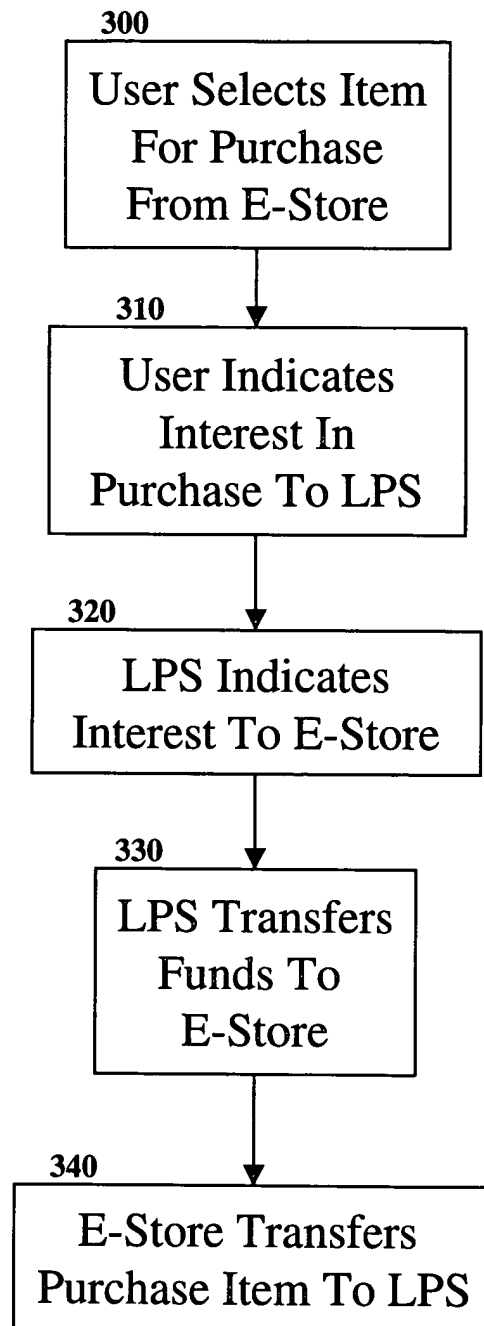 300
User Selects Item
For Purchase
From E-Store
310
User Indicates
Interest In
Purchase To LPS
320
LPS Indicates
Interest To E-Store
330
LPS Transfers
Funds To
E-Store
340
E-Store Transfers
Purchase Item To LPS